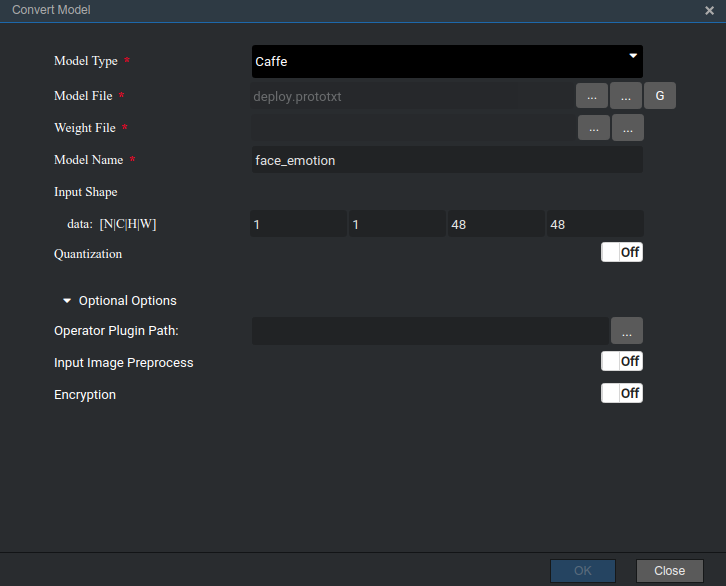 Convert Model ×
Model Type * Caffe
Model File * deploy.prototxt ... ... G
Weight File * ... ...
Model Name * face_emotion
Input Shape
data: [N|C|H|W] 1 1 48 48
Quantization Off
Optional Options
Operator Plugin Path: ...
Input Image Preprocess Off
Encryption Off
OK Close